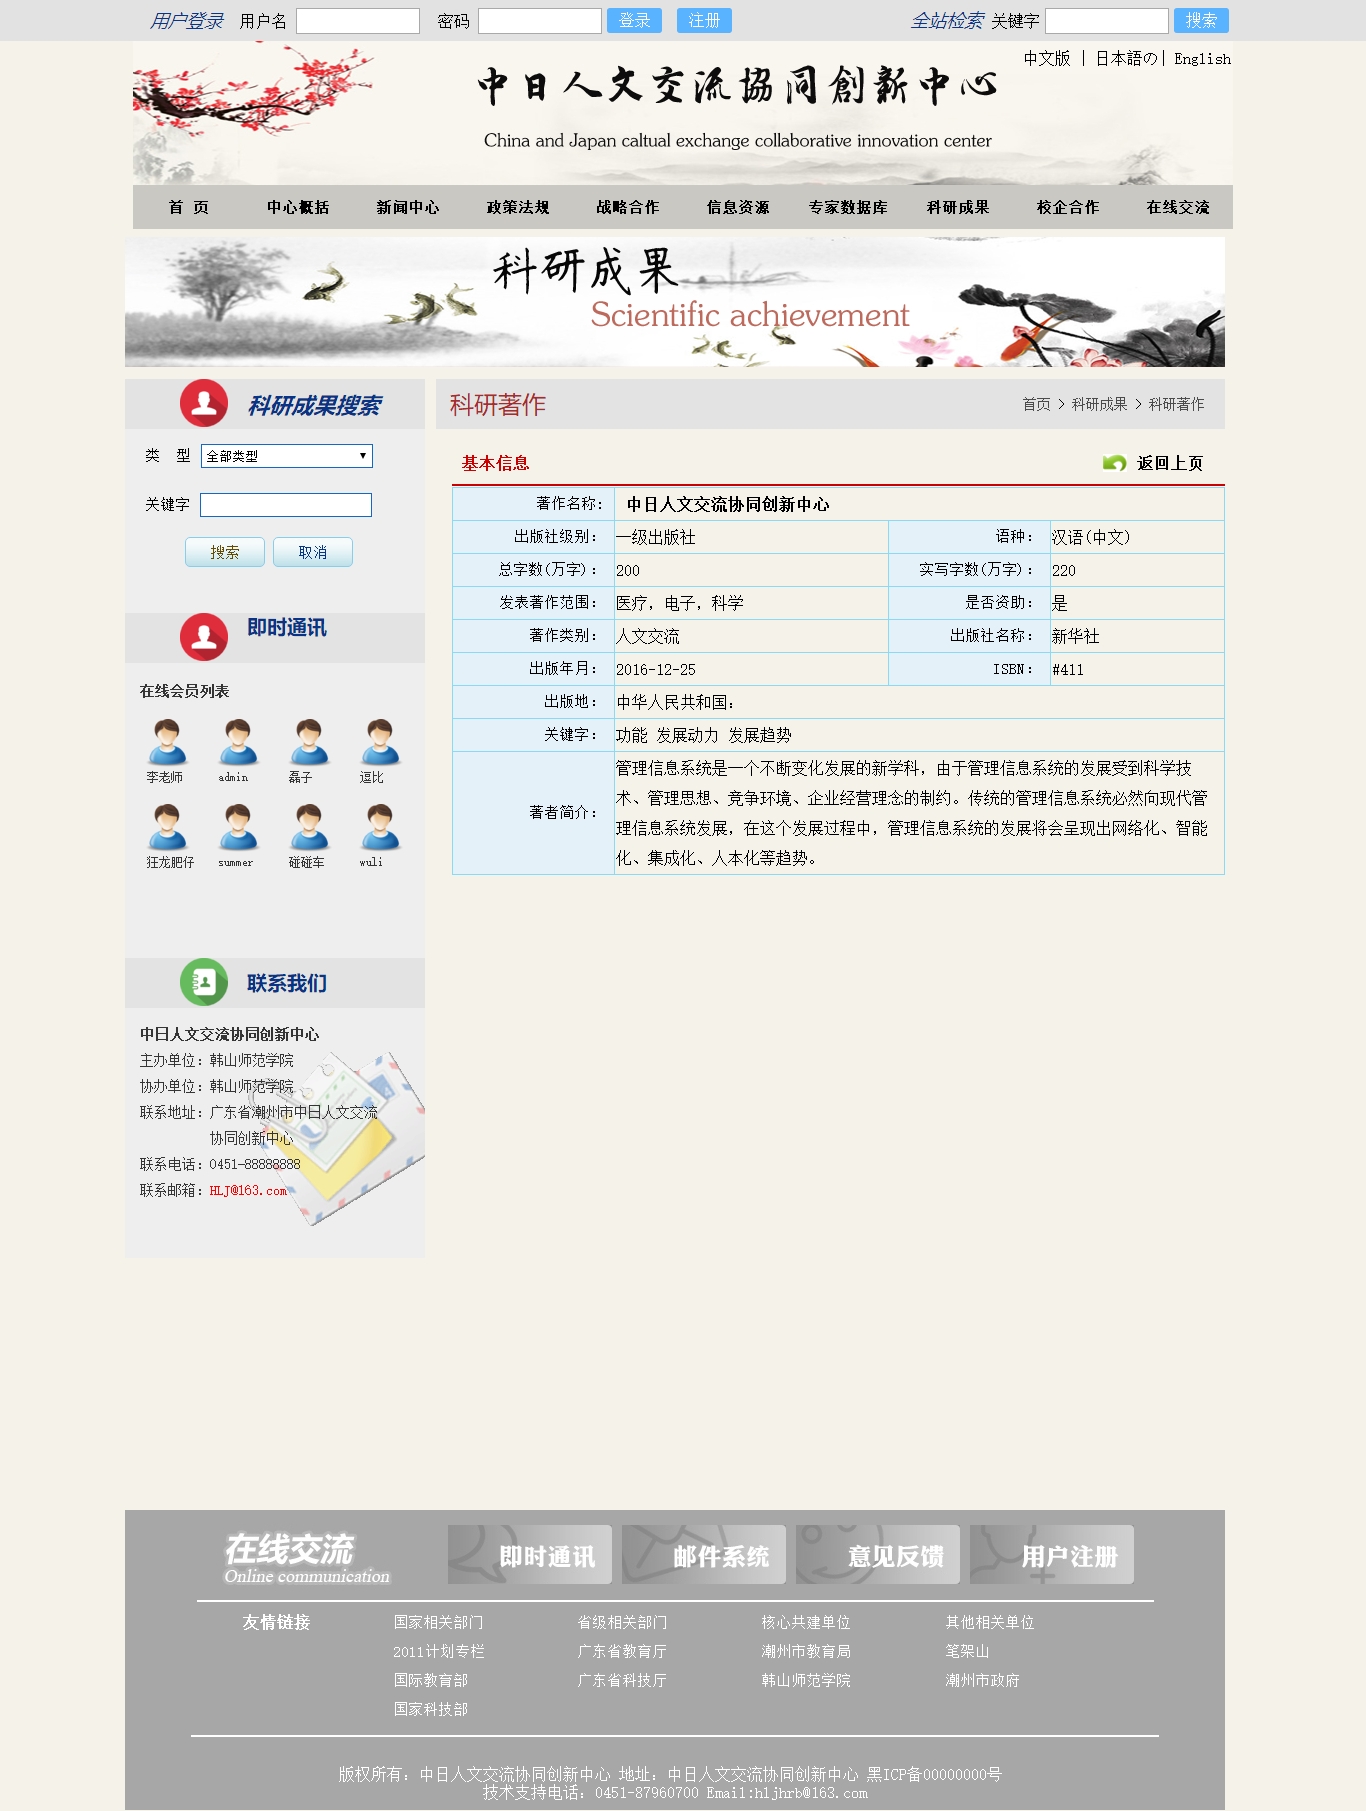 用户登录 用户名 密码 登录 注册 全站检索 关键字 搜索
中文版 | 日本語の| English
中日人文交流協同創新中心
China and Japan caltual exchange collaborative innovation center
首 页 中心概括 新闻中心 政策法规 战略合作 信息资源 专家数据库 科研成果 校企合作 在线交流
科研成果
Scientific achievement
科研成果搜索
类 型 全部类型
关键字
搜索 取消
即时通讯
在线会员列表
李老师 admin 磊子 逗比
狂龙肥仔 summer 碰碰车 wuli
联系我们
中日人文交流协同创新中心
主办单位：韩山师范学院
协办单位：韩山师范学院
联系地址：广东省潮州市中日人文交流
协同创新中心
联系电话：0451-88888888
联系邮箱：HLJ@163.com
科研著作 首页 > 科研成果 > 科研著作
基本信息 返回上页
著作名称： 中日人文交流协同创新中心
出版社级别： 一级出版社 语种： 汉语(中文)
总字数(万字)： 200 实写字数(万字)： 220
发表著作范围： 医疗，电子，科学 是否资助： 是
著作类别： 人文交流 出版社名称： 新华社
出版年月： 2016-12-25 ISBN： #411
出版地： 中华人民共和国：
关键字： 功能 发展动力 发展趋势
著者简介： 管理信息系统是一个不断变化发展的新学科，由于管理信息系统的发展受到科学技
术、管理思想、竞争环境、企业经营理念的制约。传统的管理信息系统必然向现代管
理信息系统发展，在这个发展过程中，管理信息系统的发展将会呈现出网络化、智能
化、集成化、人本化等趋势。
在线交流
Online communication
即时通讯 邮件系统 意见反馈 用户注册
友情链接 国家相关部门 省级相关部门 核心共建单位 其他相关单位
2011计划专栏 广东省教育厅 潮州市教育局 笔架山
国际教育部 广东省科技厅 韩山师范学院 潮州市政府
国家科技部
版权所有：中日人文交流协同创新中心 地址：中日人文交流协同创新中心 黑ICP备00000000号
技术支持电话：0451-87960700 Email:hljhrb@163.com